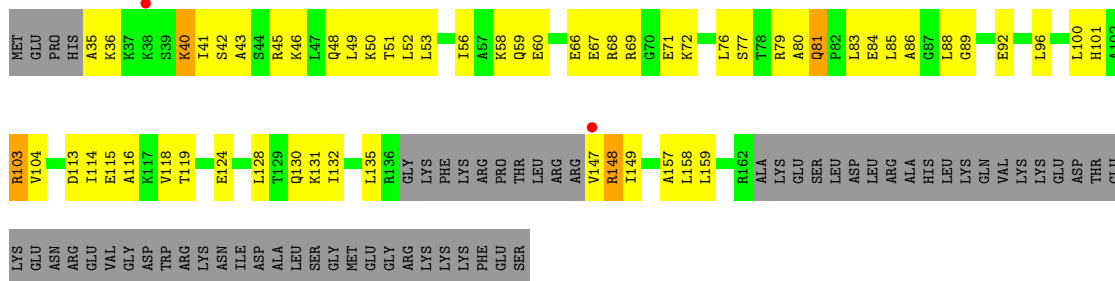 MET GLU PRO HIS A35 K36 K37 K38 S39 K40 I41 S42 A43 S44 R45 K46 L47 Q48 L49 K50 T51 L52 L53 I56 A57 K58 Q59 E60 E66 E67 R68 R69 G70 E71 K72 L76 S77 T78 R79 A80 Q81 P82 L83 E84 L85 A86 G87 L88 G89 E92 L96 L100 H101 A102
R103 V104 D113 I114 E115 A116 K117 V118 T119 E124 L128 T129 Q130 K131 I132 L135 R136 GLY LYS PHE LYS ARG PRO THR LEU ARG ARG V147 R148 I149 A157 L158 L159 R162 ALA LYS GLU SER LEU ASP LEU ARG ALA HIS LEU LYS GLN VAL LYS LYS GLU ASP THR GLU
LYS GLU ASN ARG GLU VAL GLY ASP TRP ARG LYS ASN ILE ASP ALA LEU SER GLY MET GLU GLY ARG LYS LYS LYS PHE GLU SER